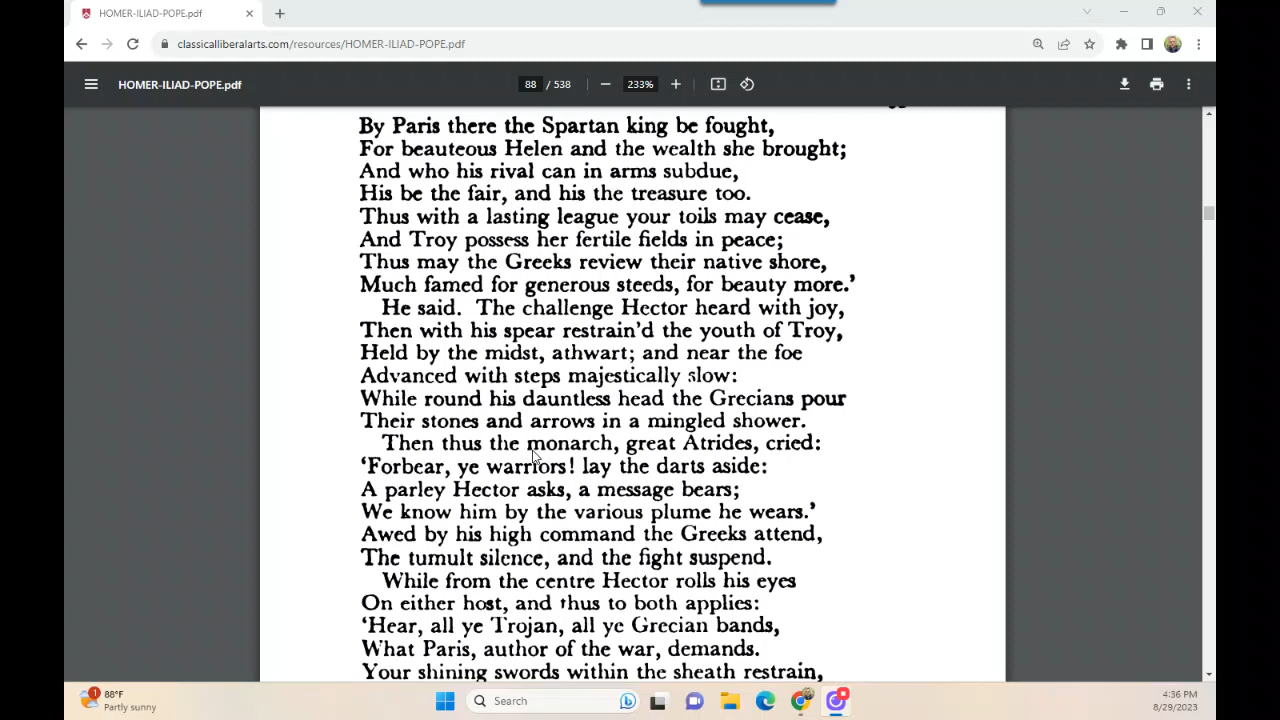 HOMER-ILIAD-POPE.pdf
classicalliberalarts.com/resources/HOMER-ILIAD-POPE.pdf
HOMER-ILIAD-POPE.pdf
88 / 538
233%
By Paris there the Spartan king be fought,
For beauteous Helen and the wealth she brought;
And who his rival can in arms subdue,
His be the fair, and his the treasure too.
Thus with a lasting league your toils may cease,
And Troy possess her fertile fields in peace;
Thus may the Greeks review their native shore,
Much famed for generous steeds, for beauty more.'
He said. The challenge Hector heard with joy,
Then with his spear restrain'd the youth of Troy,
Held by the midst, athwart; and near the foe
Advanced with steps majestically slow:
While round his dauntless head the Grecians pour
Their stones and arrows in a mingled shower.
Then thus the monarch, great Atrides, cried:
'Forbear, ye warriors! lay the darts aside:
A parley Hector asks, a message bears;
We know him by the various plume he wears.'
Awed by his high command the Greeks attend,
The tumult silence, and the fight suspend.
While from the centre Hector rolls his eyes
On either host, and thus to both applies:
'Hear, all ye Trojan, all ye Grecian bands,
What Paris, author of the war, demands.
Your shining swords within the sheath restrain,
1
88°F
Partly sunny
Search
4:36 PM
8/29/2023